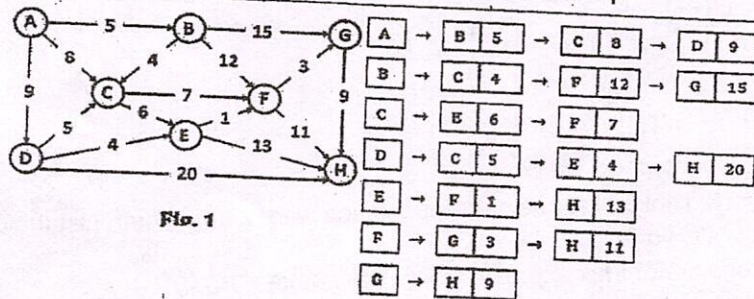 A 5 B 15 G
8 4 12 3
9 C 7 F 9
5 6 E 1 11
D 4 13
20 H
Fig. 1
A → B 5 → C 8 → D 9
B → C 4 → F 12 → G 15
C → E 6 → F 7
D → C 5 → E 4 → H 20
E → F 1 → H 13
F → G 3 → H 11
G → H 9